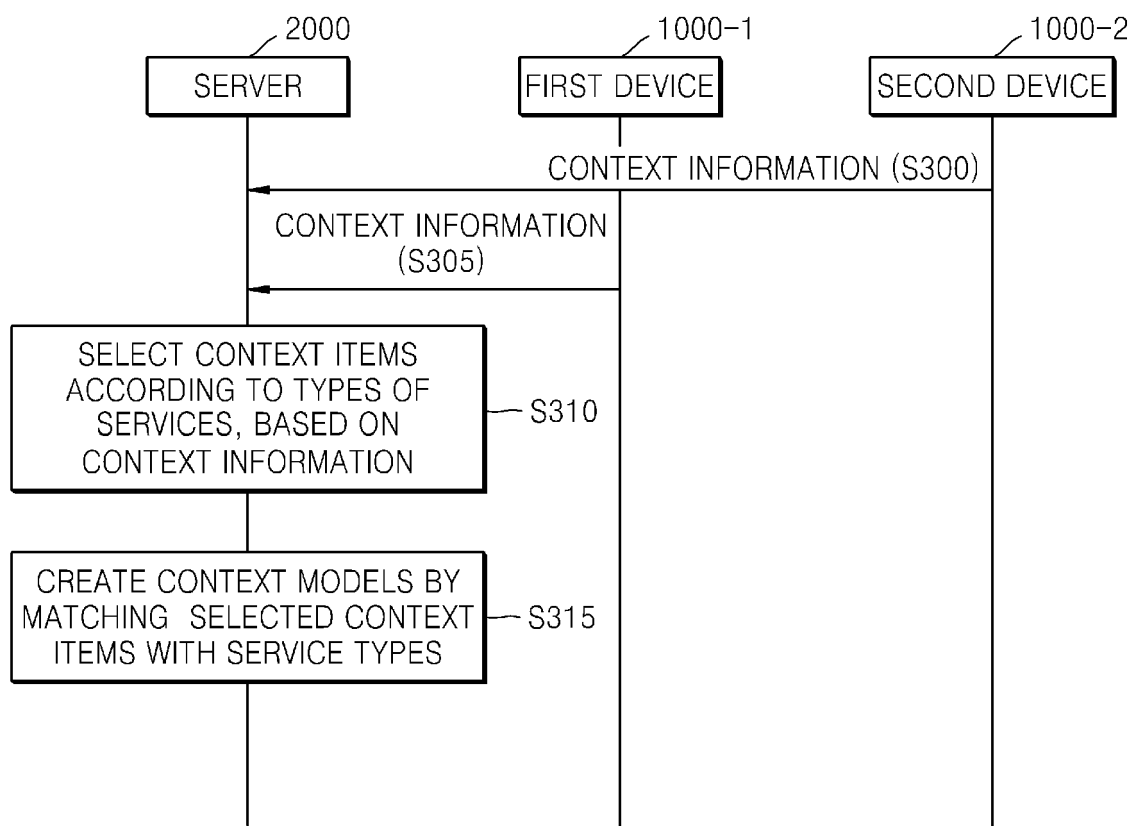 2000
1000-1
1000-2
SERVER
FIRST DEVICE
SECOND DEVICE
CONTEXT INFORMATION (S300)
CONTEXT INFORMATION
(S305)
SELECT CONTEXT ITEMS
ACCORDING TO TYPES OF
SERVICES, BASED ON
CONTEXT INFORMATION
S310
CREATE CONTEXT MODELS BY
MATCHING SELECTED CONTEXT
ITEMS WITH SERVICE TYPES
S315